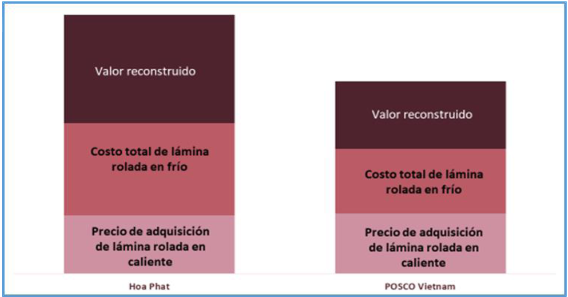 Valor reconstruido
Costo total de lámina
rolada en frío
Precio de adquisición
de lámina rolada en
caliente
Hoa Phat
Valor reconstruido
Costo total de lámina
rolada en frío
Precio de adquisición
de lámina rolada en
caliente
POSCO Vietnam